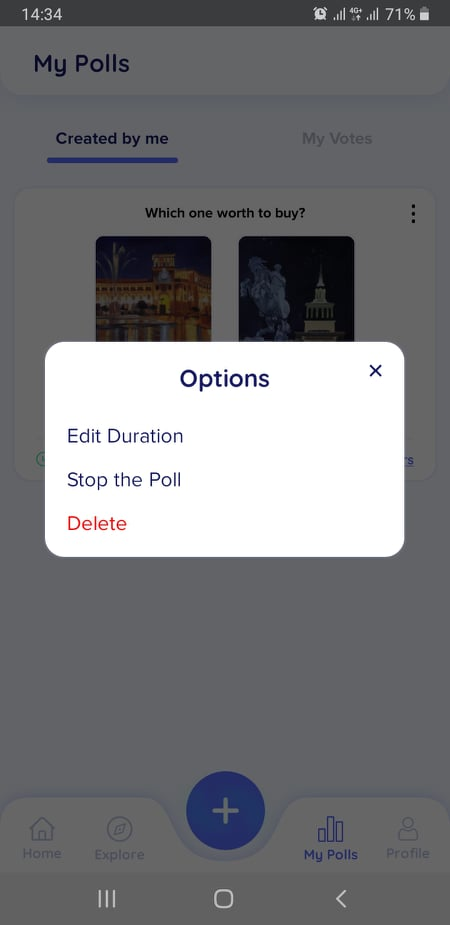 14:34
4G+
71%
My Polls
Created by me
My Votes
Which one worth to buy?
Options
Edit Duration
Stop the Poll
Delete
Home
Explore
My Polls
Profile